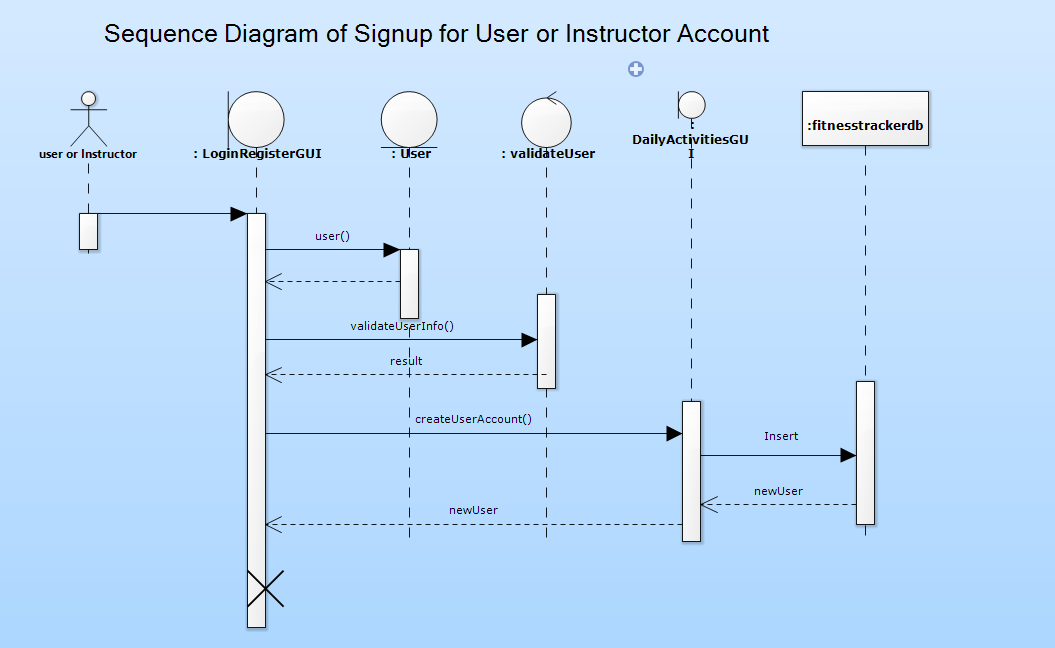 Sequence Diagram of Signup for User or Instructor Account
user or Instructor
: LoginRegisterGUI
: User
: validateUser
:
DailyActivitiesGU
I
:fitnesstrackerdb
user()
validateUserInfo()
result
createUserAccount()
Insert
newUser
newUser